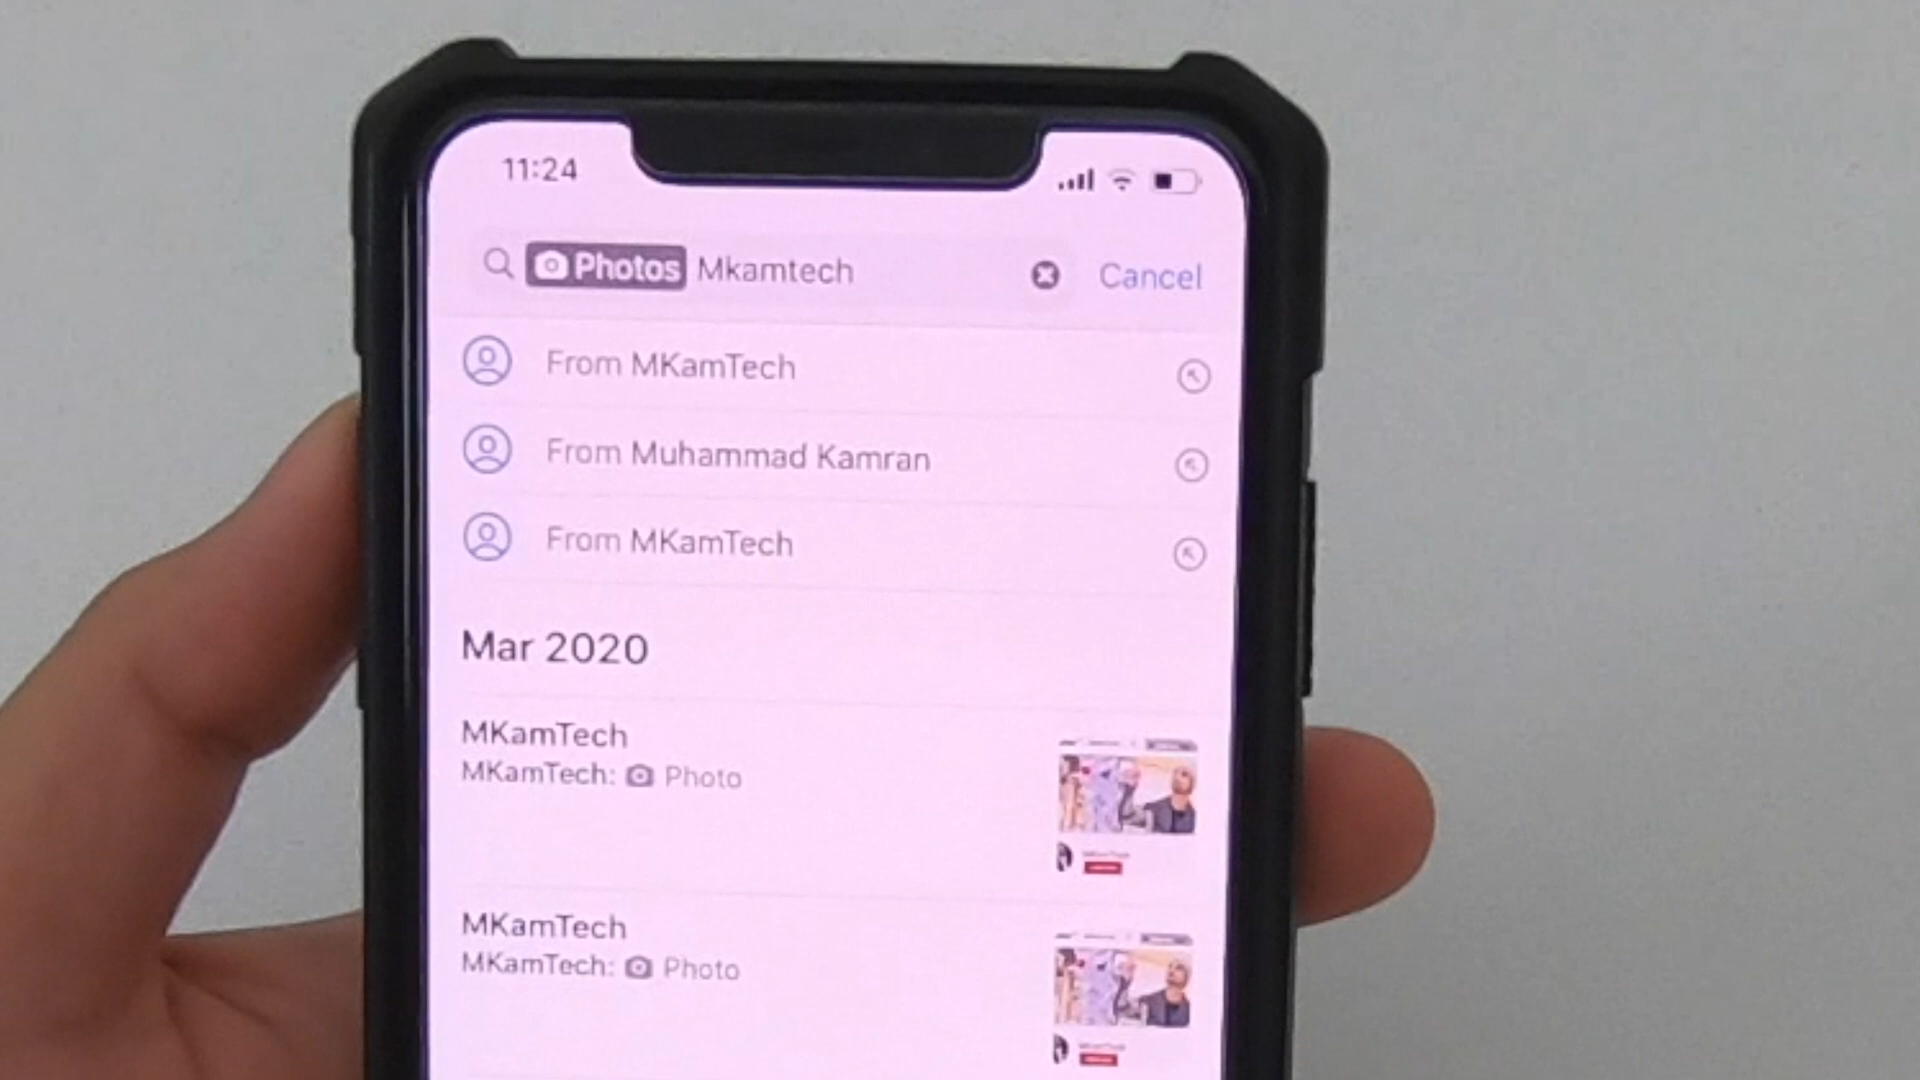 11:24
Photos Mkamtech Cancel
From MKamTech
From Muhammad Kamran
From MKamTech
Mar 2020
MKamTech
MKamTech: Photo
MKamTech
MKamTech: Photo